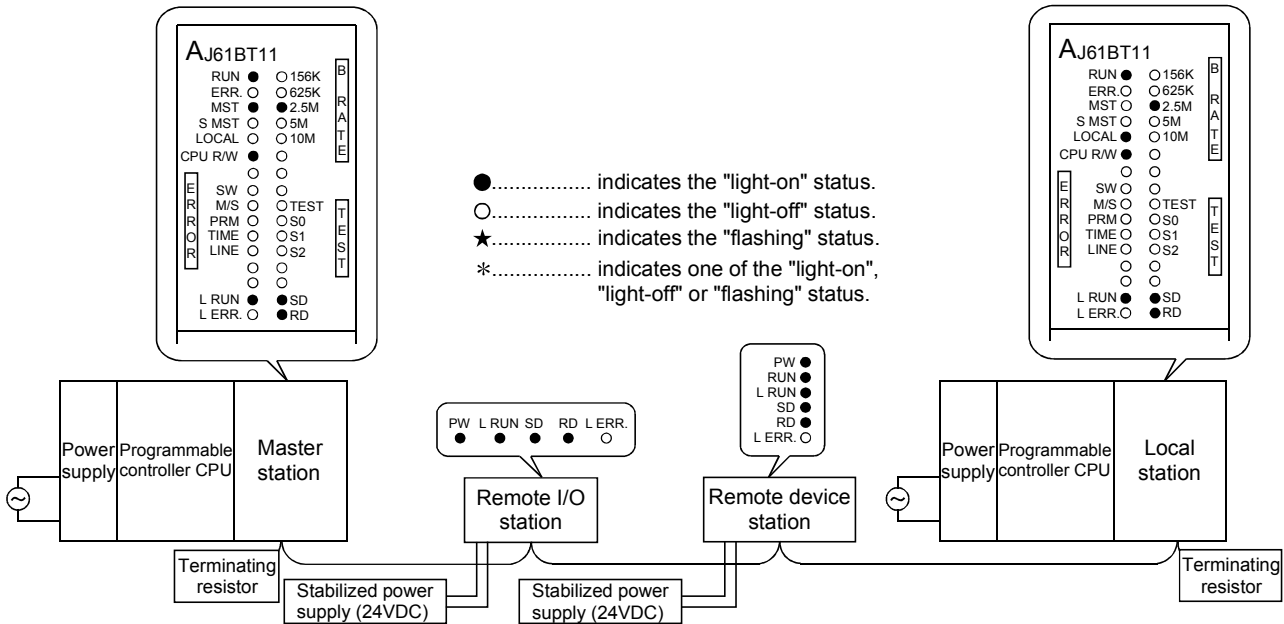 AJ61BT11
RUN ● ○ 156K
ERR. ○ ○ 625K
MST ● ● 2.5M
S MST ○ ○ 5M
LOCAL ○ ○ 10M
CPU R/W ● ○
B RATE
ERROR
SW ○ ○
M/S ○ ○ TEST
PRM ○ ○ S0
TIME ○ ○ S1
LINE ○ ○ S2
TEST
L RUN ● ● SD
L ERR. ○ ● RD
●.................. indicates the "light-on" status.
○.................. indicates the "light-off" status.
★.................. indicates the "flashing" status.
＊.................. indicates one of the "light-on",
"light-off" or "flashing" status.
AJ61BT11
RUN ● ○ 156K
ERR. ○ ○ 625K
MST ○ ● 2.5M
S MST ○ ○ 5M
LOCAL ● ○ 10M
CPU R/W ● ○
B RATE
ERROR
SW ○ ○
M/S ○ ○ TEST
PRM ○ ○ S0
TIME ○ ○ S1
LINE ○ ○ S2
TEST
L RUN ● ● SD
L ERR. ○ ● RD
Power
supply
Programmable
controller CPU
Master
station
PW L RUN SD RD L ERR.
● ● ● ● ○
Remote I/O
station
PW ●
RUN ●
L RUN ●
SD ●
RD ●
L ERR. ○
Remote device
station
Power
supply
Programmable
controller CPU
Local
station
~
~
Terminating
resistor
Stabilized power
supply (24VDC)
Stabilized power
supply (24VDC)
Terminating
resistor